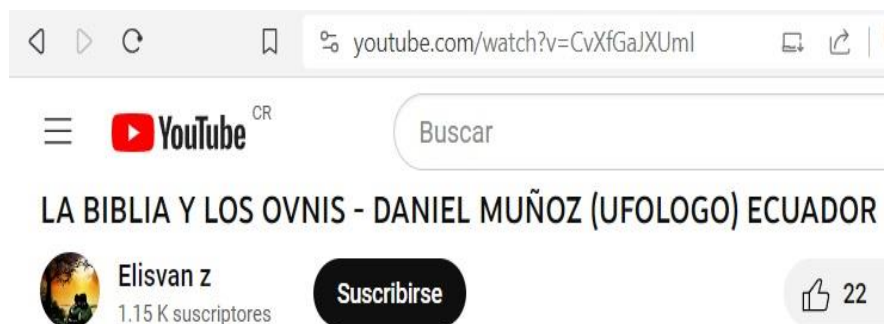 youtube.com/watch?v=CvXfGaJXUmI
YouTube CR
Buscar
LA BIBLIA Y LOS OVNIS - DANIEL MUÑOZ (UFOLOGO) ECUADOR
Elisvan z
1.15 K suscriptores
Suscribirse
22